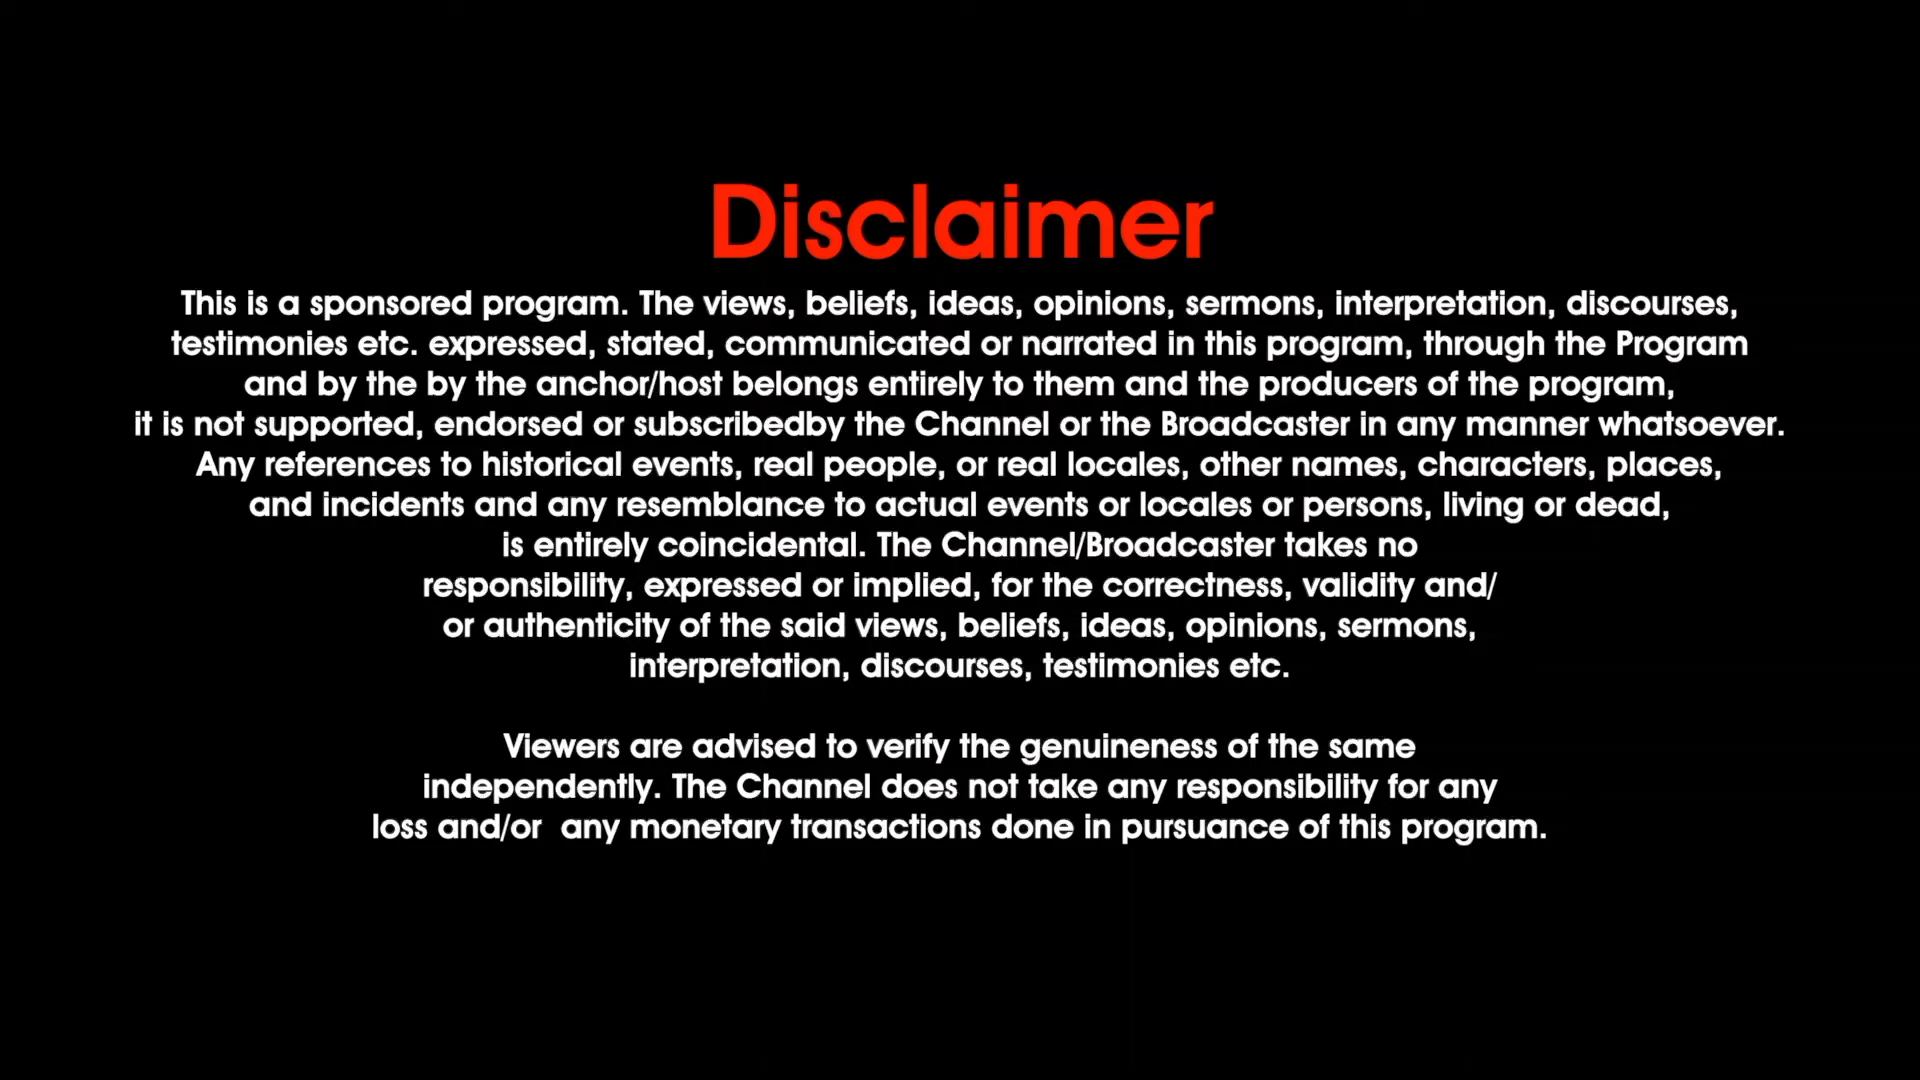 Disclaimer
This is a sponsored program. The views, beliefs, ideas, opinions, sermons, interpretation, discourses,
testimonies etc. expressed, stated, communicated or narrated in this program, through the Program
and by the by the anchor/host belongs entirely to them and the producers of the program,
it is not supported, endorsed or subscribedby the Channel or the Broadcaster in any manner whatsoever.
Any references to historical events, real people, or real locales, other names, characters, places,
and incidents and any resemblance to actual events or locales or persons, living or dead,
is entirely coincidental. The Channel/Broadcaster takes no
responsibility, expressed or implied, for the correctness, validity and/
or authenticity of the said views, beliefs, ideas, opinions, sermons,
interpretation, discourses, testimonies etc.
Viewers are advised to verify the genuineness of the same
independently. The Channel does not take any responsibility for any
loss and/or  any monetary transactions done in pursuance of this program.